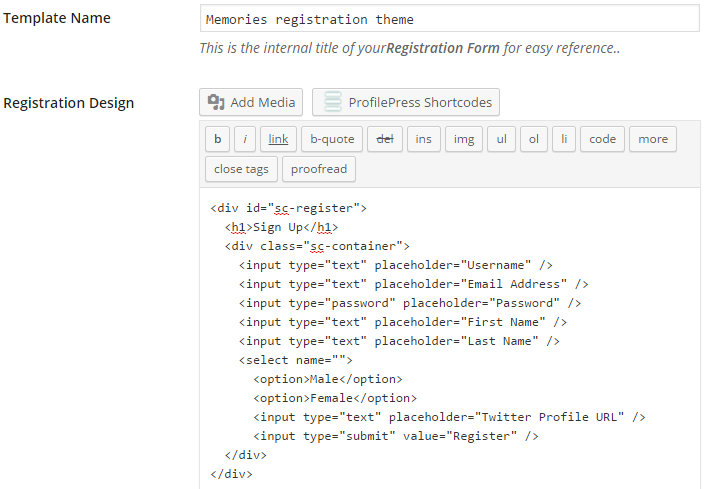 Template Name
Memories registration theme
This is the internal title of yourRegistration Form for easy reference..
Registration Design
Add Media
ProfilePress Shortcodes
b i link b-quote del ins img ul ol li code more
close tags proofread
<div id="sc-register">
  <h1>Sign Up</h1>
  <div class="sc-container">
    <input type="text" placeholder="Username" />
    <input type="text" placeholder="Email Address" />
    <input type="password" placeholder="Password" />
    <input type="text" placeholder="First Name" />
    <input type="text" placeholder="Last Name" />
    <select name="">
      <option>Male</option>
      <option>Female</option>
      <input type="text" placeholder="Twitter Profile URL" />
      <input type="submit" value="Register" />
  </div>
</div>